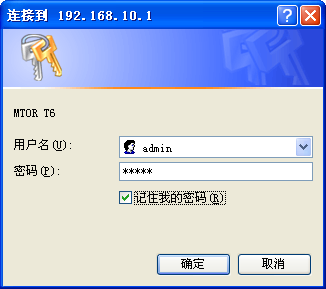 连接到 192.168.10.1
MTOR T6
用户名(U):
admin
密码(P):
*****
记住我的密码(R)
确定
取消